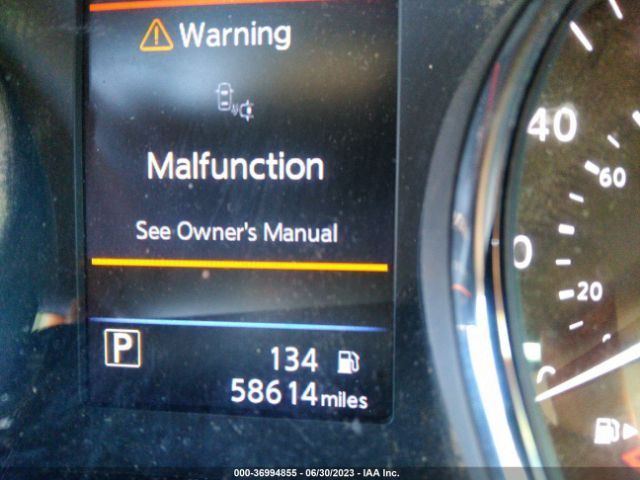 Warning
Malfunction
See Owner's Manual
P
134
58614 miles
40
60
0
20
0
000-36994855 - 06/30/2023 - IAA Inc.